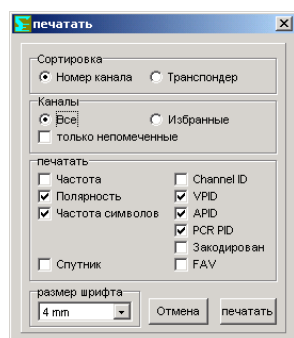 печатать
Сортировка
Номер канала Транспондер
Каналы
Все Избранные
только непомеченные
печатать
Частота Channel ID
Полярность VPID
Частота символов APID
PCR PID
Закодирован
Спутник FAV
размер шрифта
4 mm Отмена печатать